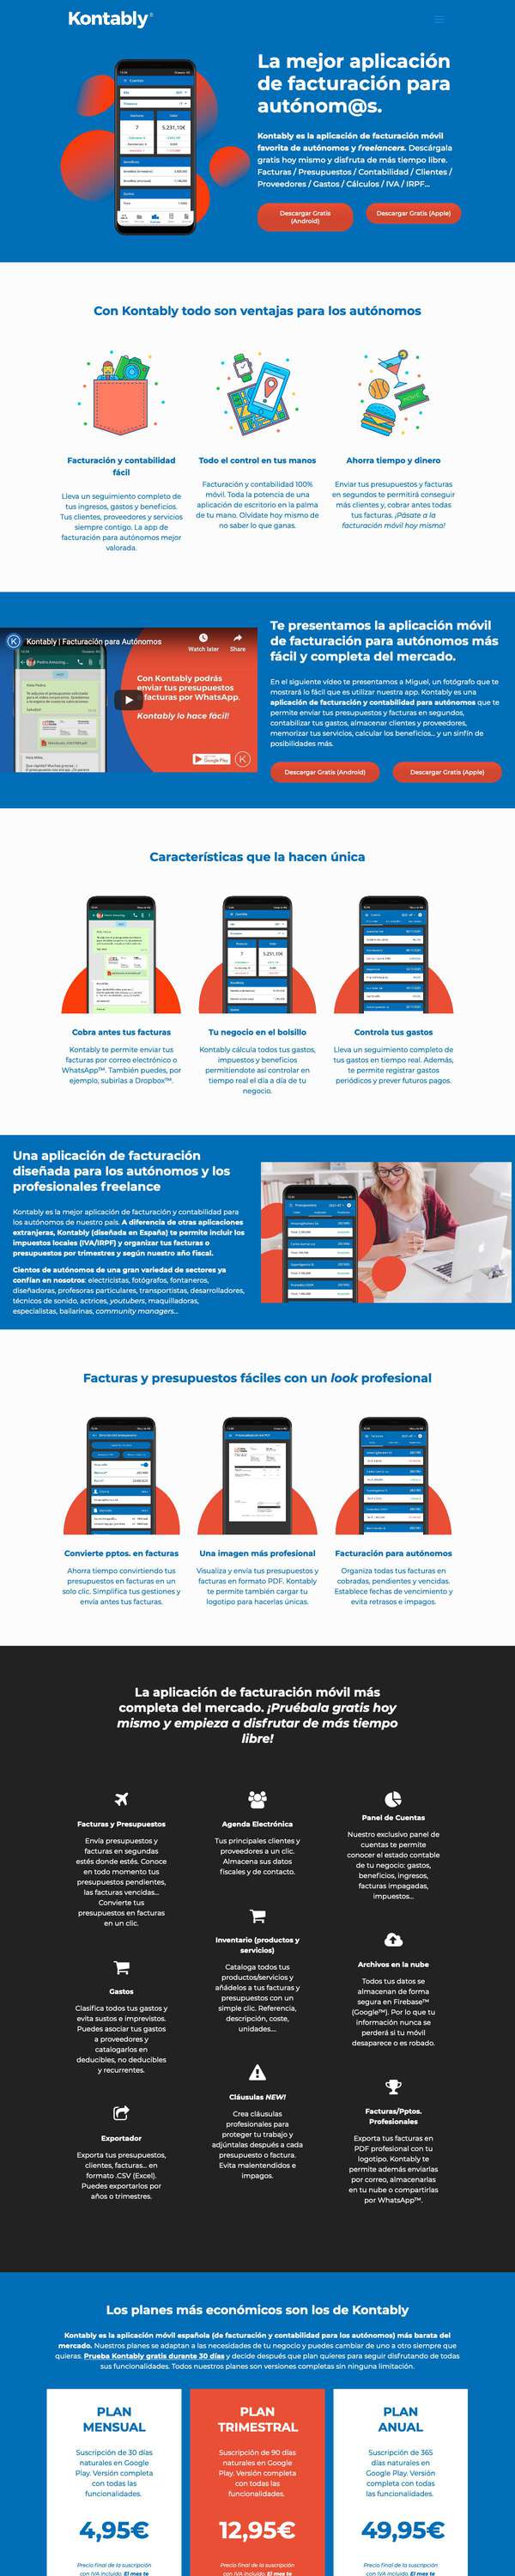 Kontably®
La mejor aplicación
de facturación para
autónom@s.
Kontably es la aplicación de facturación móvil
favorita de autónomos y freelancers. Descárgala
gratis hoy mismo y disfruta de más tiempo libre.
Facturas / Presupuestos / Contabilidad / Clientes /
Proveedores / Gastos / Cálculos / IVA / IRPF...
Descargar Gratis
(Android)
Descargar Gratis (Apple)
Con Kontably todo son ventajas para los autónomos
Facturación y contabilidad
fácil
Lleva un seguimiento completo de
tus ingresos, gastos y beneficios.
Tus clientes, proveedores y servicios
siempre contigo. La app de
facturación para autónomos mejor
valorada.
Todo el control en tus manos
Facturación y contabilidad 100%
móvil. Toda la potencia de una
aplicación de escritorio en la palma
de tu mano. Olvídate hoy mismo de
no saber lo que ganas.
Ahorra tiempo y dinero
Enviar tus presupuestos y facturas
en segundos te permitirá conseguir
más clientes y, cobrar antes todas
tus facturas. ¡Pásate a la
facturación móvil hoy mismo!
Kontably | Facturación para Autónomos
Watch later
Share
Con Kontably podrás
enviar tus presupuestos
facturas por WhatsApp.
Kontably lo hace fácil!
Google Play
Te presentamos la aplicación móvil
de facturación para autónomos más
fácil y completa del mercado.
En el siguiente vídeo te presentamos a Miguel, un fotógrafo que te
mostrará lo fácil que es utilizar nuestra app. Kontably es una
aplicación de facturación y contabilidad para autónomos que te
permite enviar tus presupuestos y facturas en segundos,
contabilizar tus gastos, almacenar clientes y proveedores,
memorizar tus servicios, calcular los beneficios... y un sinfín de
posibilidades más.
Descargar Gratis (Android)
Descargar Gratis (Apple)
Características que la hacen única
Cobra antes tus facturas
Kontably te permite enviar tus
facturas por correo electrónico o
WhatsApp™. También puedes, por
ejemplo, subirlas a Dropbox™.
Tu negocio en el bolsillo
Kontably cálcula todos tus gastos,
impuestos y beneficios
permitiendote así controlar en
tiempo real el día a día de tu
negocio.
Controla tus gastos
Lleva un seguimiento completo de
tus gastos en tiempo real. Además,
te permite registrar gastos
periódicos y prever futuros pagos.
Una aplicación de facturación
diseñada para los autónomos y los
profesionales freelance
Kontably es la mejor aplicación de facturación y contabilidad para
los autónomos de nuestro país. A diferencia de otras aplicaciones
extranjeras, Kontably (diseñada en España) te permite incluir los
impuestos locales (IVA/IRPF) y organizar tus facturas o
presupuestos por trimestres y según nuestro año fiscal.
Cientos de autónomos de una gran variedad de sectores ya
confían en nosotros: electricistas, fotógrafos, fontaneros,
diseñadoras, profesoras particulares, transportistas, desarrolladores,
técnicos de sonido, actrices, youtubers, maquilladoras,
especialistas, bailarinas, community managers...
Facturas y presupuestos fáciles con un look profesional
Convierte pptos. en facturas
Ahorra tiempo convirtiendo tus
presupuestos en facturas en un
solo clic. Simplifica tus gestiones y
envía antes tus facturas.
Una imagen más profesional
Visualiza y envía tus presupuestos y
facturas en formato PDF. Kontably
te permite también cargar tu
logotipo para hacerlas únicas.
Facturación para autónomos
Organiza todas tus facturas en
cobradas, pendientes y vencidas.
Establece fechas de vencimiento y
evita retrasos e impagos.
La aplicación de facturación móvil más
completa del mercado. ¡Pruébala gratis hoy
mismo y empieza a disfrutar de más tiempo
libre!
Facturas y Presupuestos
Envía presupuestos y
facturas en segundas
estés donde estés. Conoce
en todo momento tus
presupuestos pendientes,
las facturas vencidas...
Convierte tus
presupuestos en facturas
en un clic.
Gastos
Clasifica todos tus gastos y
evita sustos e imprevistos.
Puedes asociar tus gastos
a proveedores y
catalogarlos en
deducibles, no deducibles
y recurrentes.
Exportador
Exporta tus presupuestos,
clientes, facturas... en
formato .CSV (Excel).
Puedes exportarlos por
años o trimestres.
Agenda Electrónica
Tus principales clientes y
proveedores a un clic.
Almacena sus datos
físcales y de contacto.
Inventario (productos y
servicios)
Cataloga todos tus
productos/servicios y
añádelos a tus facturas y
presupuestos con un
simple clic. Referencia,
descripción, coste,
unidades....
Cláusulas NEW!
Crea cláusulas
profesionales para
proteger tu trabajo y
adjúntalas después a cada
presupuesto o factura.
Evita malentendidos e
impagos.
Panel de Cuentas
Nuestro exclusivo panel de
cuentas te permite
conocer el estado contable
de tu negocio: gastos,
beneficios, ingresos,
facturas impagadas,
impuestos...
Archivos en la nube
Todos tus datos se
almacenan de forma
segura en Firebase™
(Google™). Por lo que tu
información nunca se
perderá si tu móvil
desaparece o es robado.
Facturas/Pptos.
Profesionales
Exporta tus facturas en
PDF profesional con tu
logotipo. Kontably te
permite además enviarlas
por correo, almacenarlas
en tu nube o compartirlas
por WhatsApp™.
Los planes más económicos son los de Kontably
Kontably es la aplicación móvil española (de facturación y contabilidad para los autónomos) más barata del
mercado. Nuestros planes se adaptan a las necesidades de tu negocio y puedes cambiar de uno a otro siempre que
quieras. Prueba Kontably gratis durante 30 días y decide después que plan quieres para seguir disfrutando de todas
sus funcionalidades. Todos nuestros planes son versiones completas sin ninguna limitación.
PLAN
MENSUAL
Suscripción de 30 días
naturales en Google
Play. Versión completa
con todas las
funcionalidades.
4,95€
Precio final de la suscripción
con IVA incluido. El mes te
PLAN
TRIMESTRAL
Suscripción de 90 días
naturales en Google
Play. Versión completa
con todas las
funcionalidades.
12,95€
Precio final de la suscripción
con IVA incluido. El mes te
PLAN
ANUAL
Suscripción de 365
días naturales en
Google Play. Versión
completa con todas
las funcionalidades.
49,95€
Precio final de la suscripción
con IVA incluido. El mes te